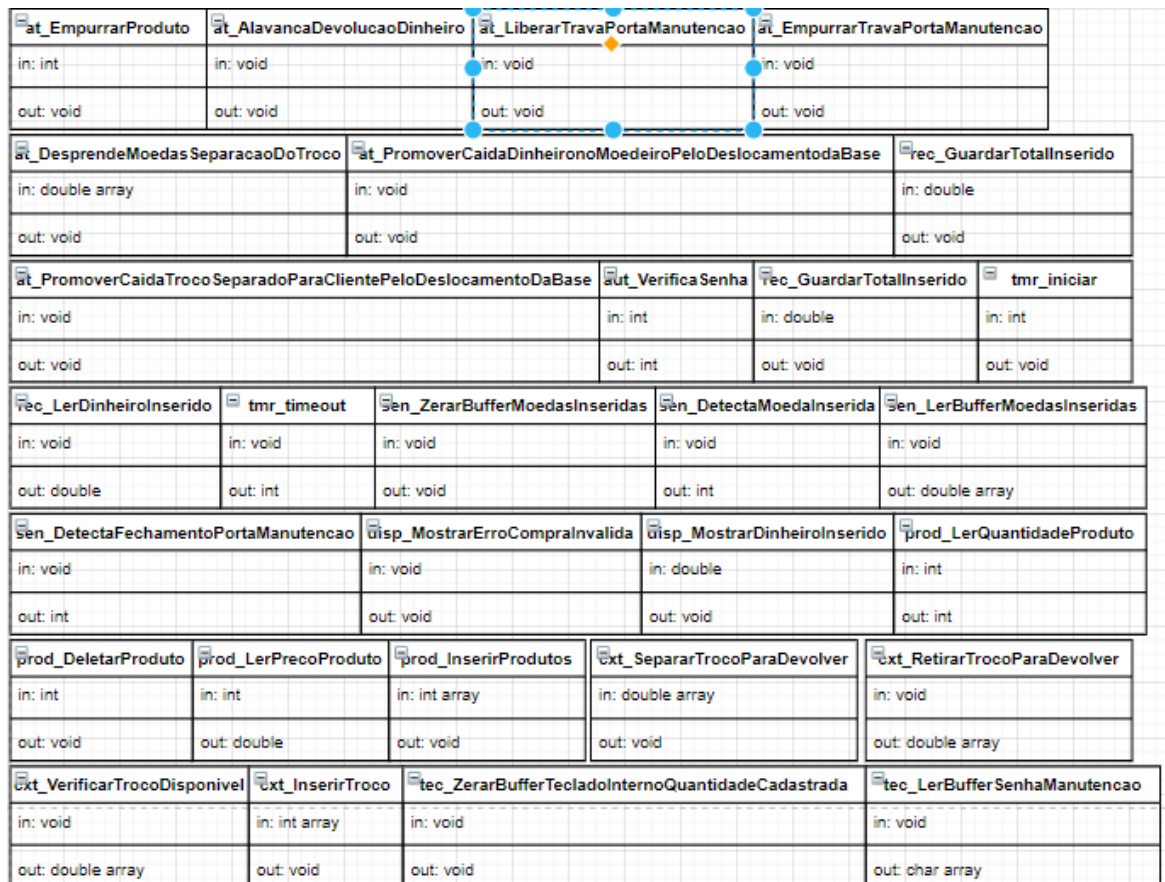 at_EmpurrarProduto at_AlavancaDevolucaoDinheiro at_LiberarTravaPortaManutencao at_EmpurrarTravaPortaManutencao
in: int in: void in: void in: void
out: void out: void out: void out: void
at_DesprendeMoedasSeparacaoDoTroco at_PromoverCaidaDinheironoMoedeiroPeloDeslocamentodaBase rec_GuardarTotalInserido
in: double array in: void in: double
out: void out: void out: void
at_PromoverCaidaTrocoSeparadoParaClientePeloDeslocamentoDaBase aut_VerificaSenha rec_GuardarTotalInserido tmr_iniciar
in: void in: int in: double in: int
out: void out: int out: void out: void
rec_LerDinheiroInserido tmr_timeout sen_ZerarBufferMoedasInseridas sen_DetectaMoedaInserida sen_LerBufferMoedasInseridas
in: void in: void in: void in: void in: void
out: double out: int out: void out: int out: double array
sen_DetectaFechamentoPortaManutencao disp_MostrarErroCompraInvalida disp_MostrarDinheiroInserido prod_LerQuantidadeProduto
in: void in: void in: double in: int
out: int out: void out: void out: int
prod_DeletarProduto prod_LerPrecoProduto prod_InserirProdutos ext_SepararTrocoParaDevolver ext_RetirarTrocoParaDevolver
in: int in: int in: int array in: double array in: void
out: void out: double out: void out: void out: double array
ext_VerificarTrocoDisponivel ext_InserirTroco tec_ZerarBufferTecladoInternoQuantidadeCadastrada tec_LerBufferSenhaManutencao
in: void in: int array in: void in: void
out: double array out: void out: void out: char array